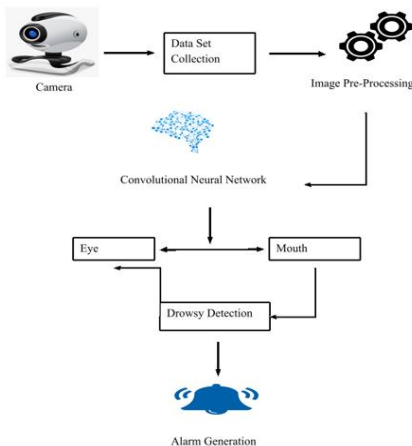 Data Set
Collection
Camera
Image Pre-Processing
Convolutional Neural Network
Eye
Mouth
Drowsy Detection
Alarm Generation